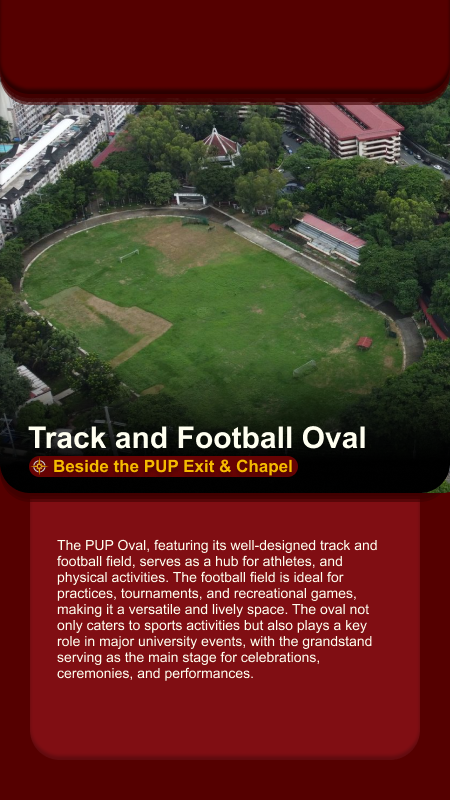 Track and Football Oval
Beside the PUP Exit & Chapel
The PUP Oval, featuring its well-designed track and
football field, serves as a hub for athletes, and
physical activities. The football field is ideal for
practices, tournaments, and recreational games,
making it a versatile and lively space. The oval not
only caters to sports activities but also plays a key
role in major university events, with the grandstand
serving as the main stage for celebrations,
ceremonies, and performances.